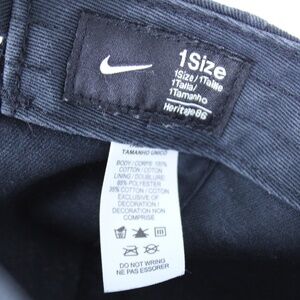 1Size
1Size/1Taille
1Talla/
1Tamanho
Heritage86
TAMANHO UNICO
BODY / CORPS: 100%
COTTON / COTON
LINING / DOUBLURE:
65% POLYESTER
35% COTTON / COTON
EXCLUSIVE OF
DECORATION /
DECORATION NON
COMPRISE
DO NOT WRING
NE PAS ESSORER